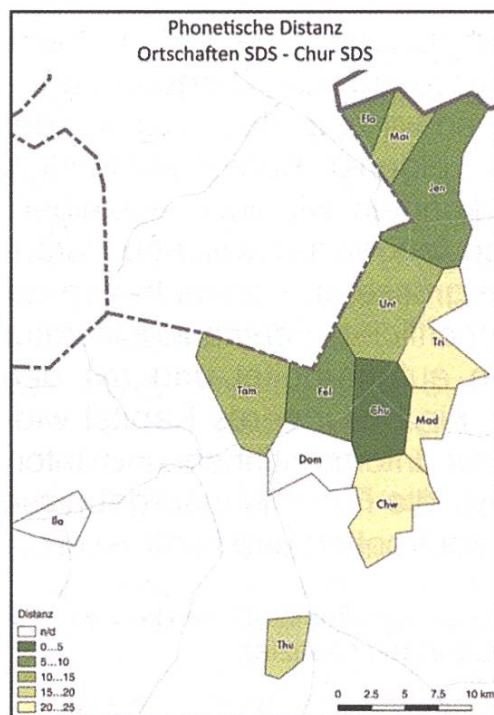 Phonetische Distanz
Ortschaften SDS - Chur SDS
Fla
Mai
Jen
Unt
Tri
Tam
Fel
Chu
Mad
Dom
Chw
Ila
Thu
Distanz
n/d
0...5
5...10
10...15
15...20
20...25
0 2.5 5 7.5 10 km